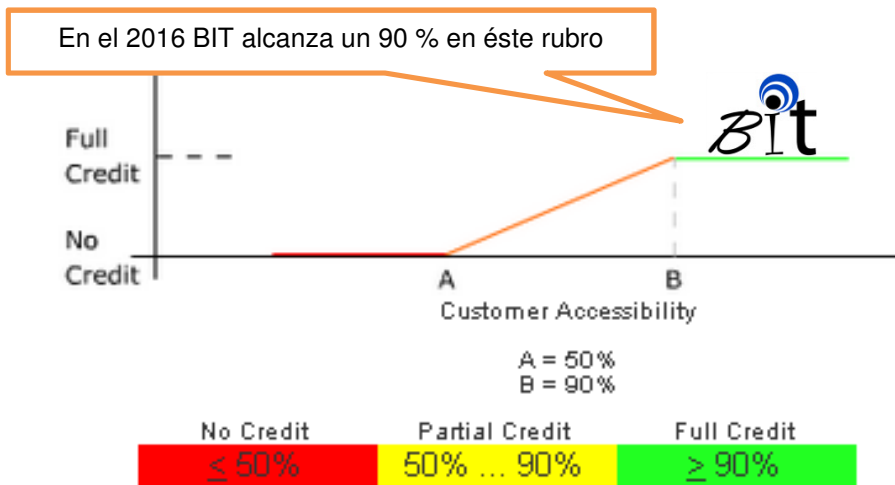 En el 2016 BIT alcanza un 90 % en éste rubro
BIt
Full
Credit
No
Credit
A
B
Customer Accessibility
A = 50%
B = 90%
No Credit
Partial Credit
Full Credit
≤ 50%
50% ... 90%
≥ 90%